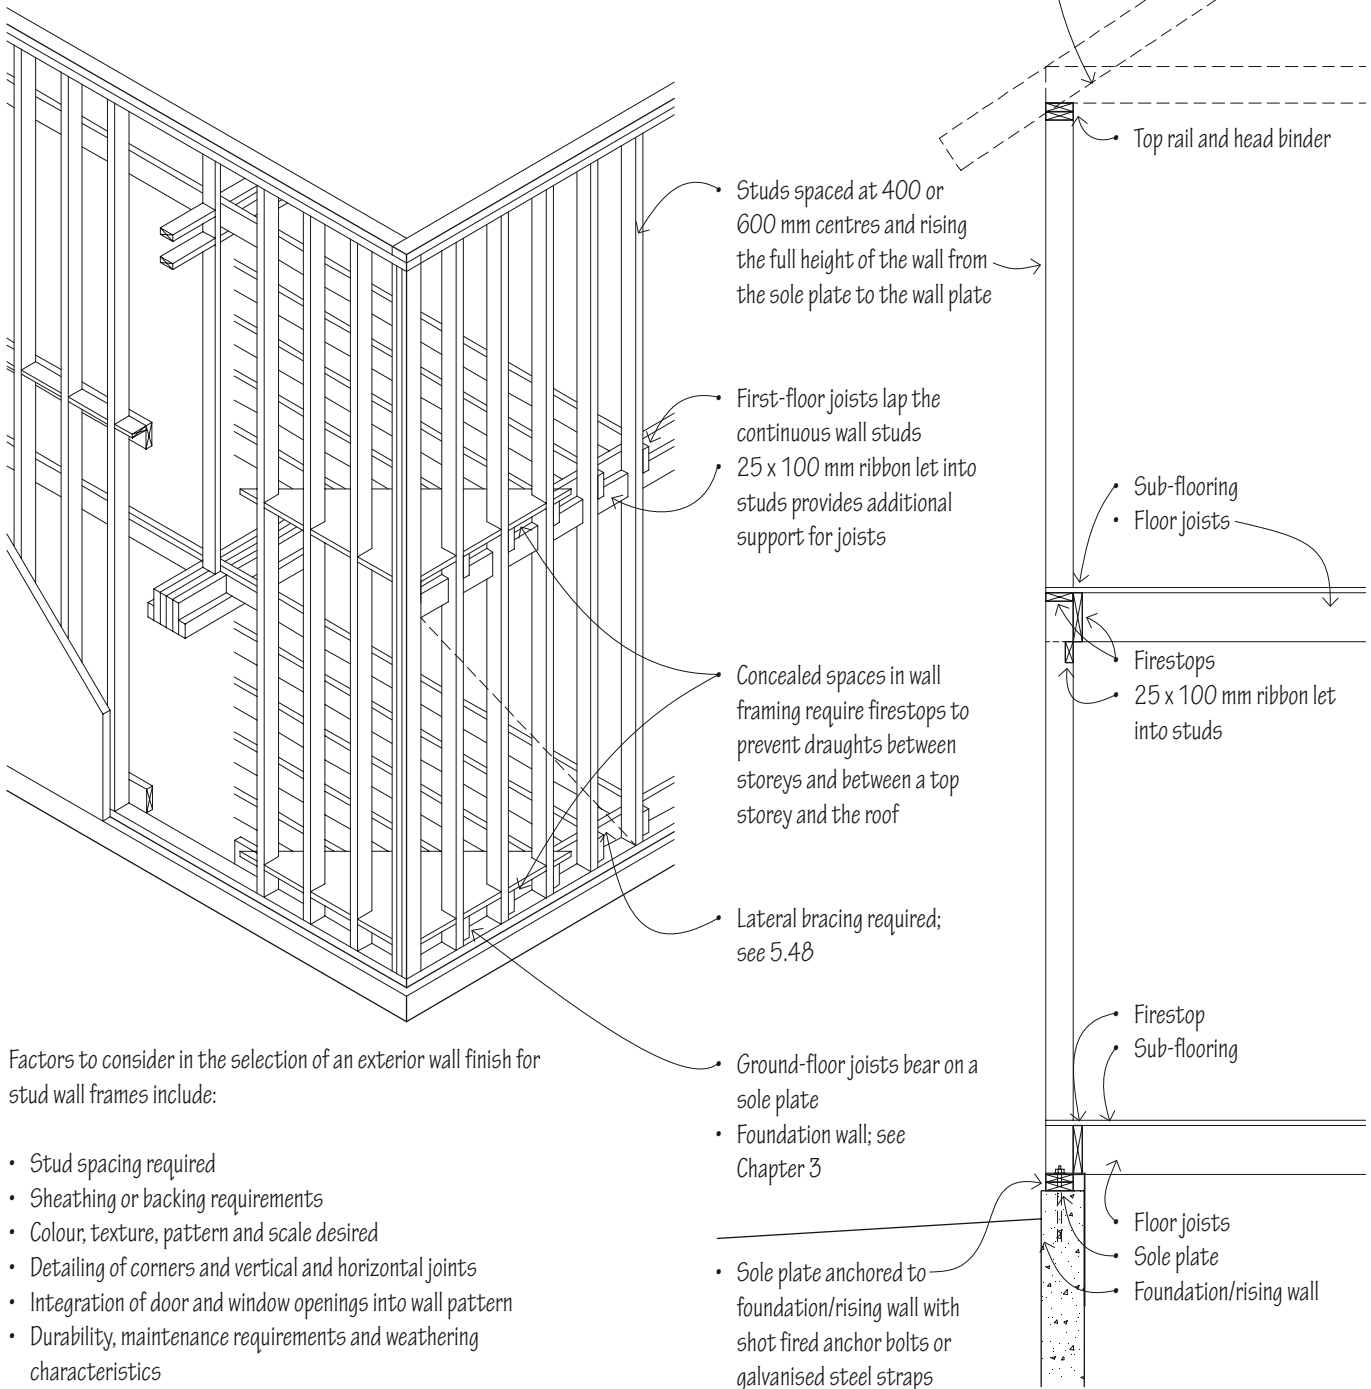 Top rail and head binder
• Studs spaced at 400 or
600 mm centres and rising
the full height of the wall from
the sole plate to the wall plate
• First-floor joists lap the
continuous wall studs
• 25 x 100 mm ribbon let into
studs provides additional
support for joists
• Sub-flooring
• Floor joists
• Firestops
• 25 x 100 mm ribbon let
into studs
• Concealed spaces in wall
framing require firestops to
prevent draughts between
storeys and between a top
storey and the roof
• Lateral bracing required;
see 5.48
• Firestop
• Sub-flooring
• Ground-floor joists bear on a
sole plate
• Foundation wall; see
Chapter 3
• Floor joists
• Sole plate
• Foundation/rising wall
• Sole plate anchored to
foundation/rising wall with
shot fired anchor bolts or
galvanised steel straps
Factors to consider in the selection of an exterior wall finish for
stud wall frames include:
• Stud spacing required
• Sheathing or backing requirements
• Colour, texture, pattern and scale desired
• Detailing of corners and vertical and horizontal joints
• Integration of door and window openings into wall pattern
• Durability, maintenance requirements and weathering
characteristics